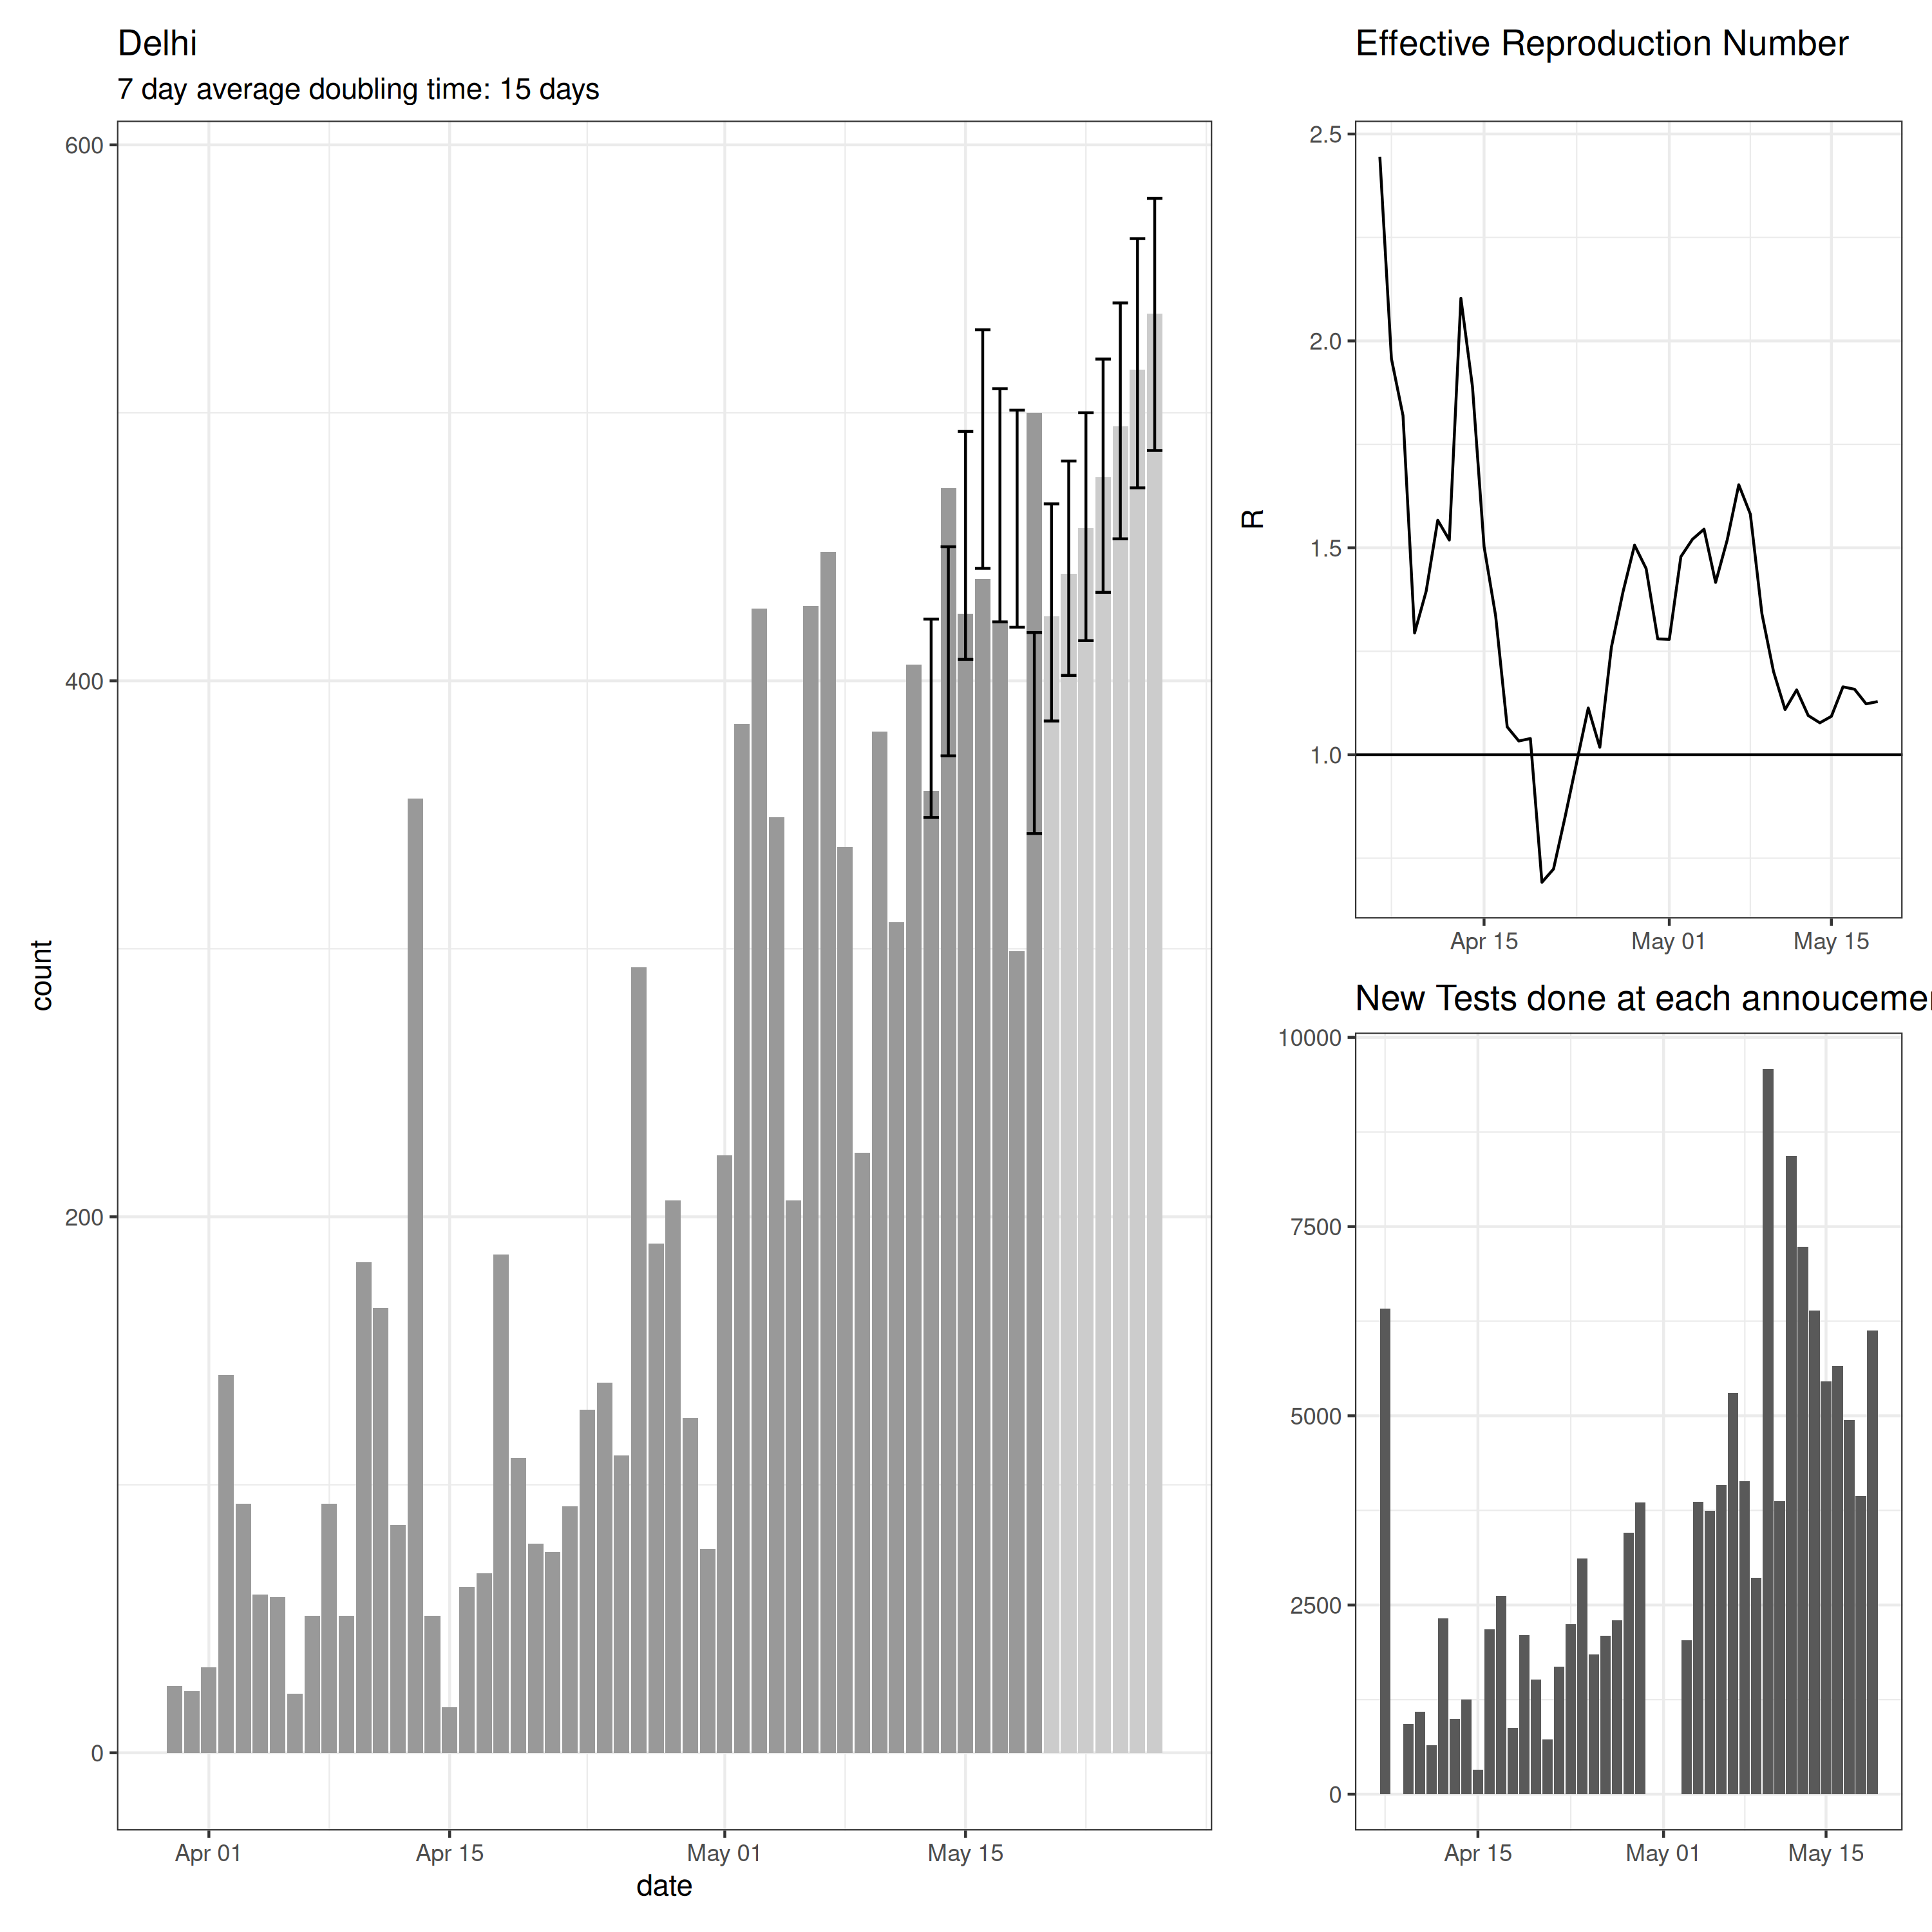 Delhi
7 day average doubling time: 15 days
600
400
200
0
count
Apr 01
Apr 15
May 01
May 15
date
Effective Reproduction Number
2.5
2.0
1.5
1.0
R
Apr 15
May 01
May 15
New Tests done at each annoucemen
10000
7500
5000
2500
0
Apr 15
May 01
May 15